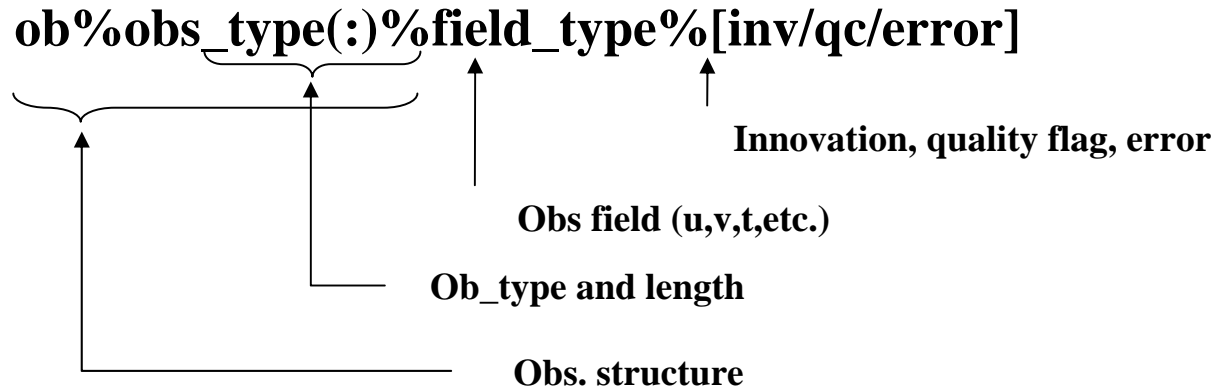 ob%obs_type(:)%field_type%[inv/qc/error]
Innovation, quality flag, error
Obs field (u,v,t,etc.)
Ob_type and length
Obs. structure